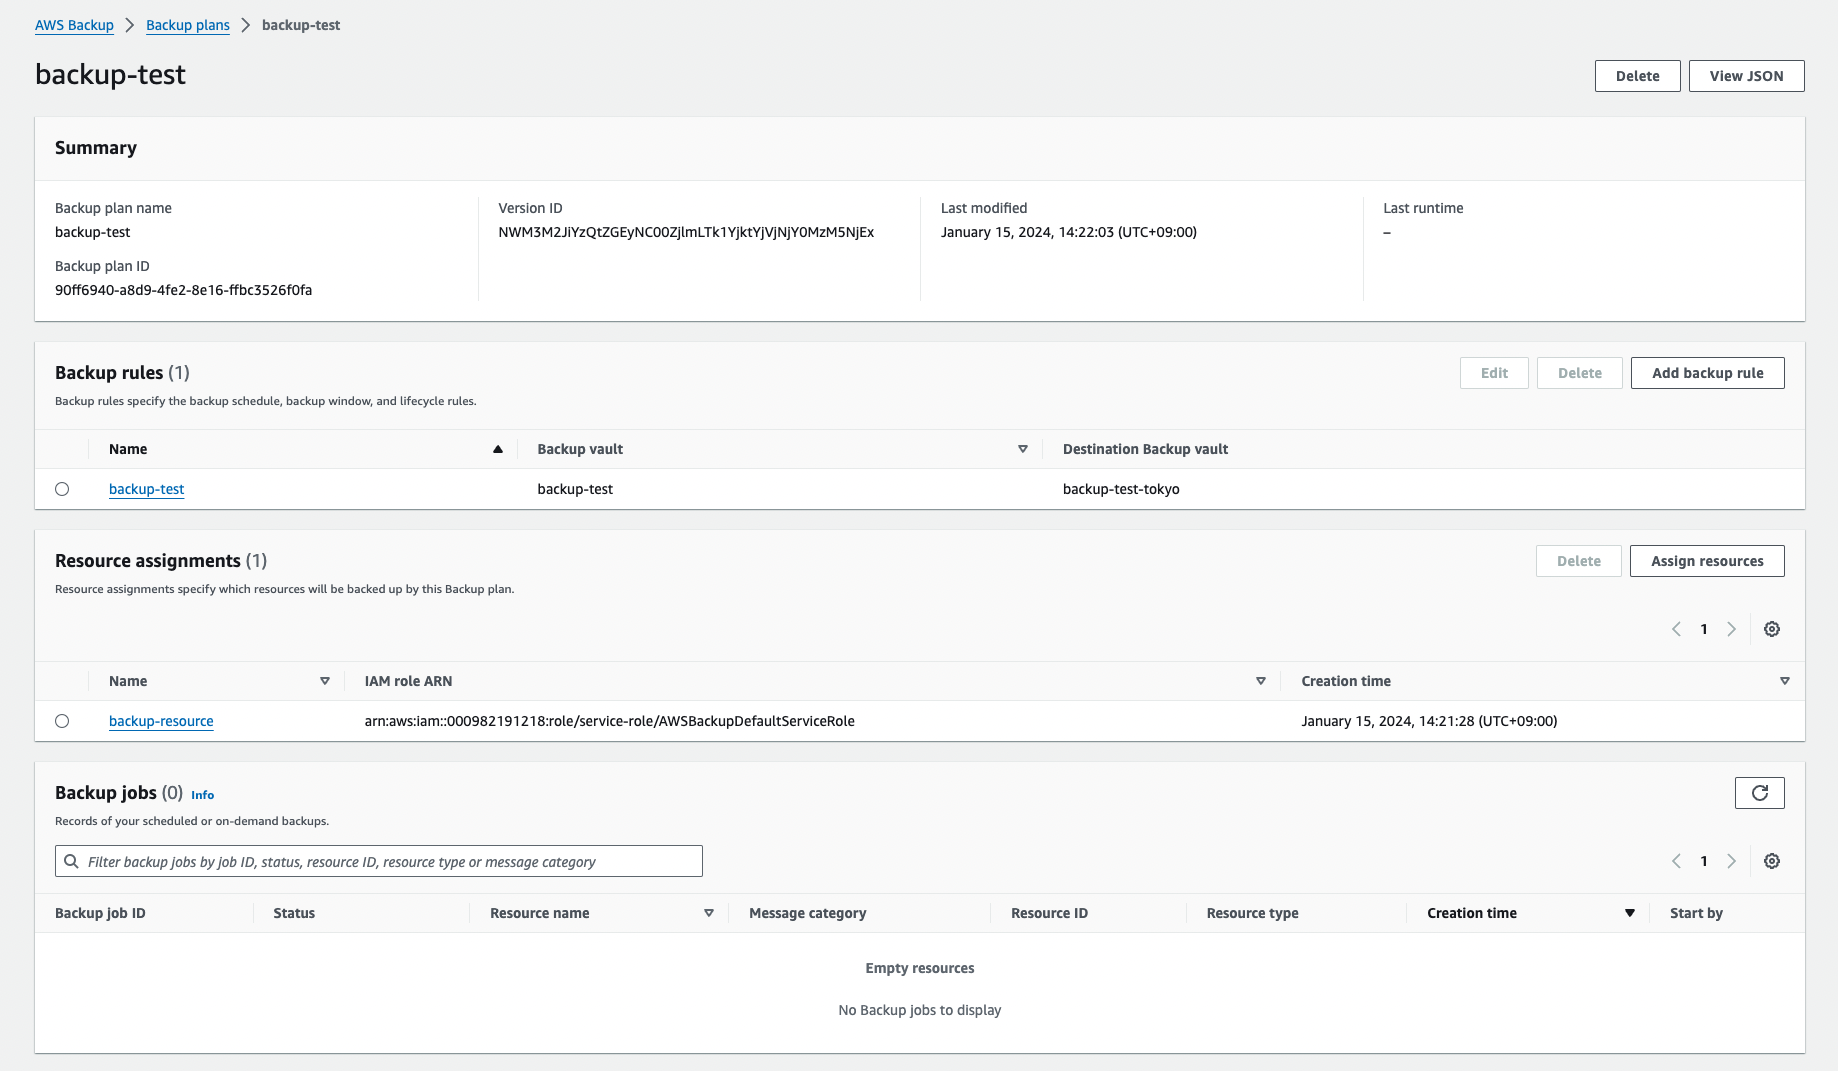 AWS Backup > Backup plans > backup-test
backup-test
Delete
View JSON
Summary
Backup plan name
backup-test
Backup plan ID
90ff6940-a8d9-4fe2-8e16-ffbc3526f0fa
Version ID
NWM3M2JiYzQtZGEyNC00ZjlmLTk1YjktYjVjNjY0MzM5NjEx
Last modified
January 15, 2024, 14:22:03 (UTC+09:00)
Last runtime
–
Backup rules (1)
Backup rules specify the backup schedule, backup window, and lifecycle rules.
Edit
Delete
Add backup rule
Name Backup vault Destination Backup vault
backup-test backup-test backup-test-tokyo
Resource assignments (1)
Resource assignments specify which resources will be backed up by this Backup plan.
Delete
Assign resources
1
Name IAM role ARN Creation time
backup-resource arn:aws:iam::000982191218:role/service-role/AWSBackupDefaultServiceRole January 15, 2024, 14:21:28 (UTC+09:00)
Backup jobs (0) Info
Records of your scheduled or on-demand backups.
Filter backup jobs by job ID, status, resource ID, resource type or message category
1
Backup job ID Status Resource name Message category Resource ID Resource type Creation time Start by
Empty resources
No Backup jobs to display